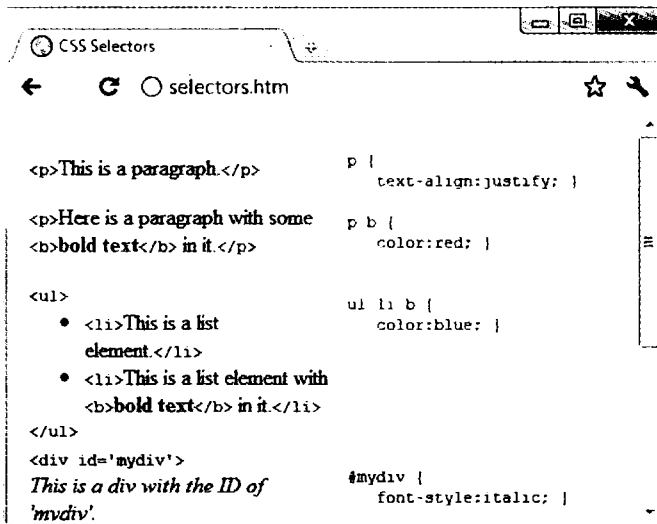 CSS Selectors
selectors.htm
<p>This is a paragraph.</p>
p {
text-align:justify; }
<p>Here is a paragraph with some
<b>bold text</b> in it.</p>
p b {
color:red; }
<ul>
<li>This is a list
element.</li>
<li>This is a list element with
<b>bold text</b> in it.</li>
</ul>
ul li b {
color:blue; }
<div id='mydiv'>
This is a div with the ID of
'mydiv'.
#mydiv {
font-style:italic; }